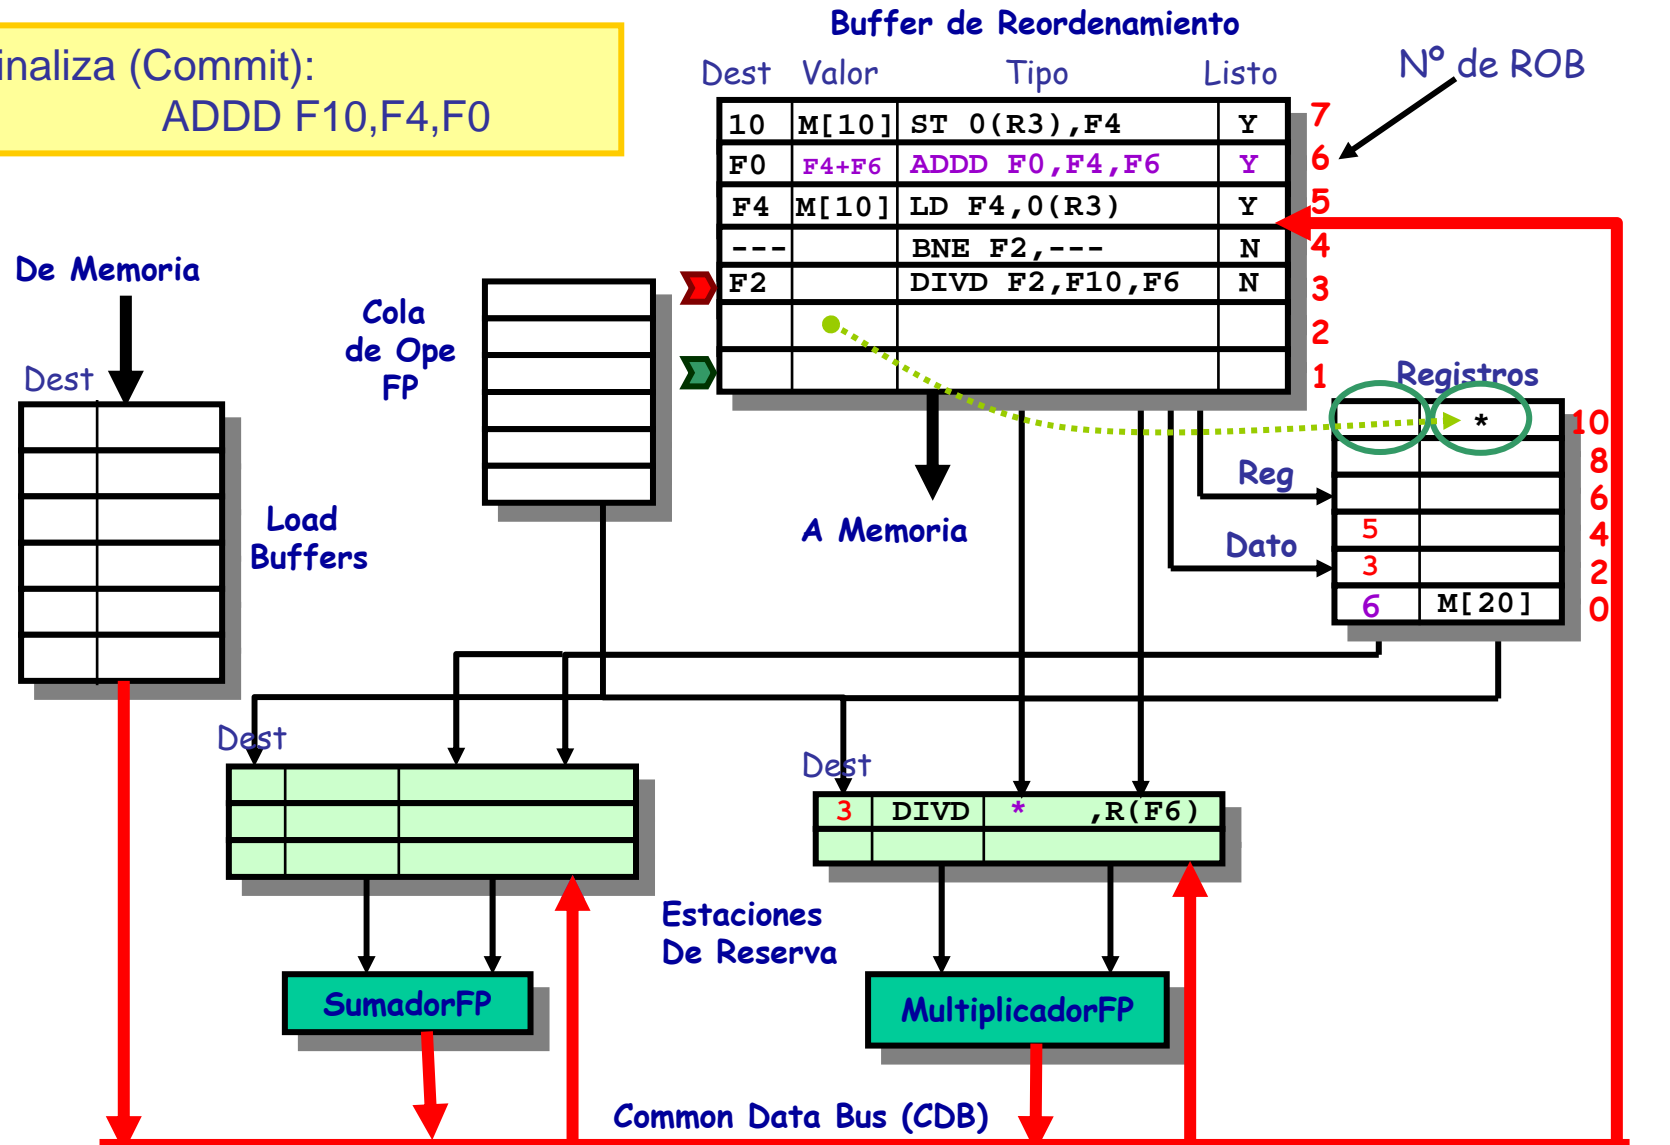 Buffer de Reordenamiento
inaliza (Commit):
ADDD F10,F4,F0
Dest Valor Tipo Listo
Nº de ROB
10 M[10] ST 0(R3),F4 Y 7
F0 F4+F6 ADDD F0,F4,F6 Y 6
F4 M[10] LD F4,0(R3) Y 5
--- BNE F2,--- N 4
F2 DIVD F2,F10,F6 N 3
2
1
De Memoria
Dest
Cola
de Ope
FP
Load
Buffers
A Memoria
Registros
* 10
8
6
5 4
3 2
6 M[20] 0
Reg
Dato
Dest
Dest
3 DIVD * ,R(F6)
Estaciones
De Reserva
SumadorFP
MultiplicadorFP
Common Data Bus (CDB)